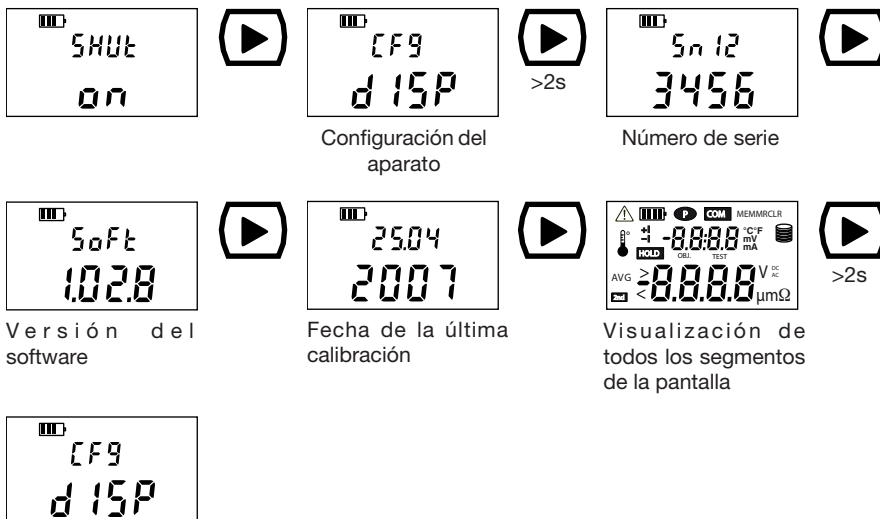 SHUt
on
CFg
dISP
>2s
Configuración del
aparato
Sn 12
3456
Número de serie
SoFt
1.02.8
Versión del
software
25.04
2007
Fecha de la última
calibración
P COM MEMMRCLR
+I -I -8.8:8.8 °C°F mV mA
HOLD OBJ. TEST
AVG > -8.8.8.8 V DC AC
2nd < µmΩ
>2s
Visualización de
todos los segmentos
de la pantalla
CFg
dISP